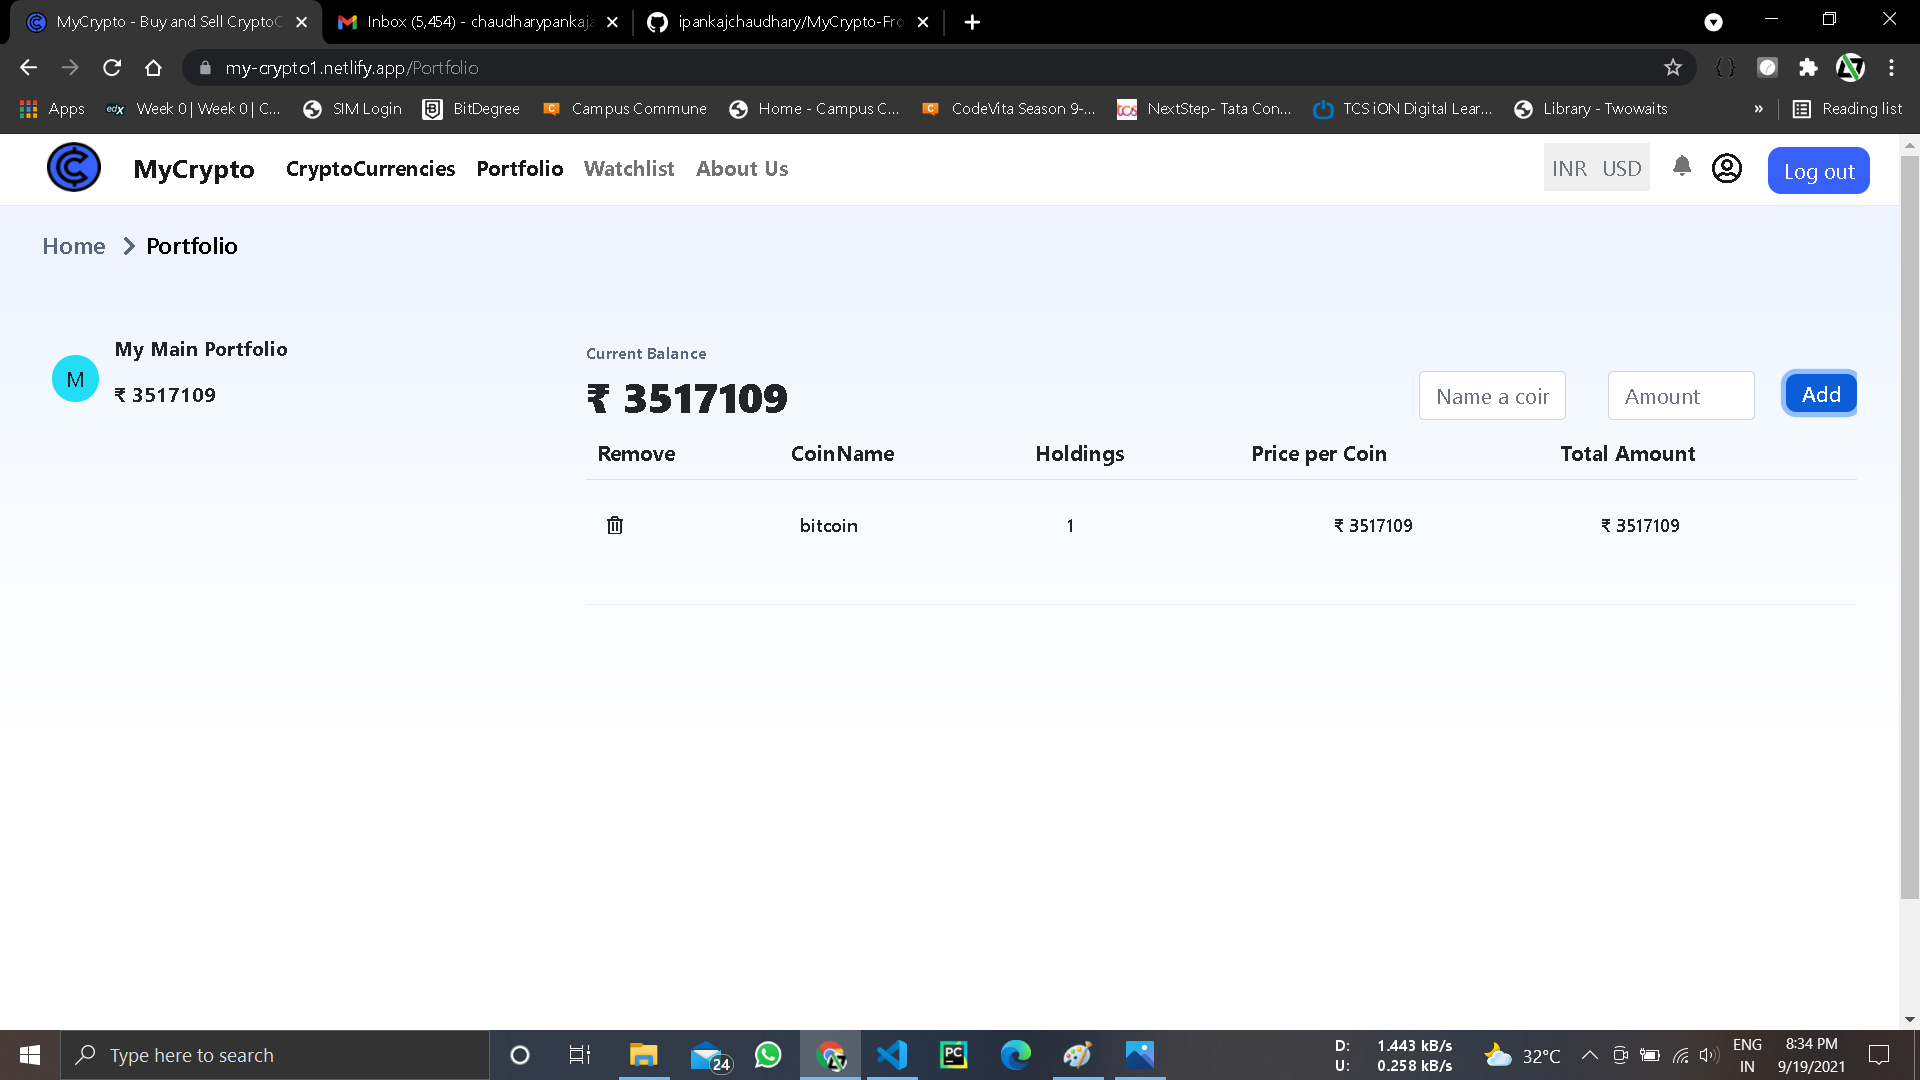 MyCrypto - Buy and Sell CryptoC
Inbox (5,454) - chaudharypankaja
ipankajchaudhary/MyCrypto-Fro
my-crypto1.netlify.app/Portfolio
Apps
edx Week 0 | Week 0 | C...
SIM Login
BitDegree
Campus Commune
Home - Campus C...
CodeVita Season 9-...
tcs NextStep- Tata Con...
TCS iON Digital Lear...
Library - Twowaits
»
Reading list
MyCrypto CryptoCurrencies Portfolio Watchlist About Us INR USD Log out
Home Portfolio
My Main Portfolio
M
₹ 3517109
Current Balance
₹ 3517109
Name a coin Amount Add
Remove CoinName Holdings Price per Coin Total Amount
bitcoin 1 ₹ 3517109 ₹ 3517109
Type here to search
24
PC
D: 1.443 kB/s
U: 0.258 kB/s
32°C
ENG
IN
8:34 PM
9/19/2021